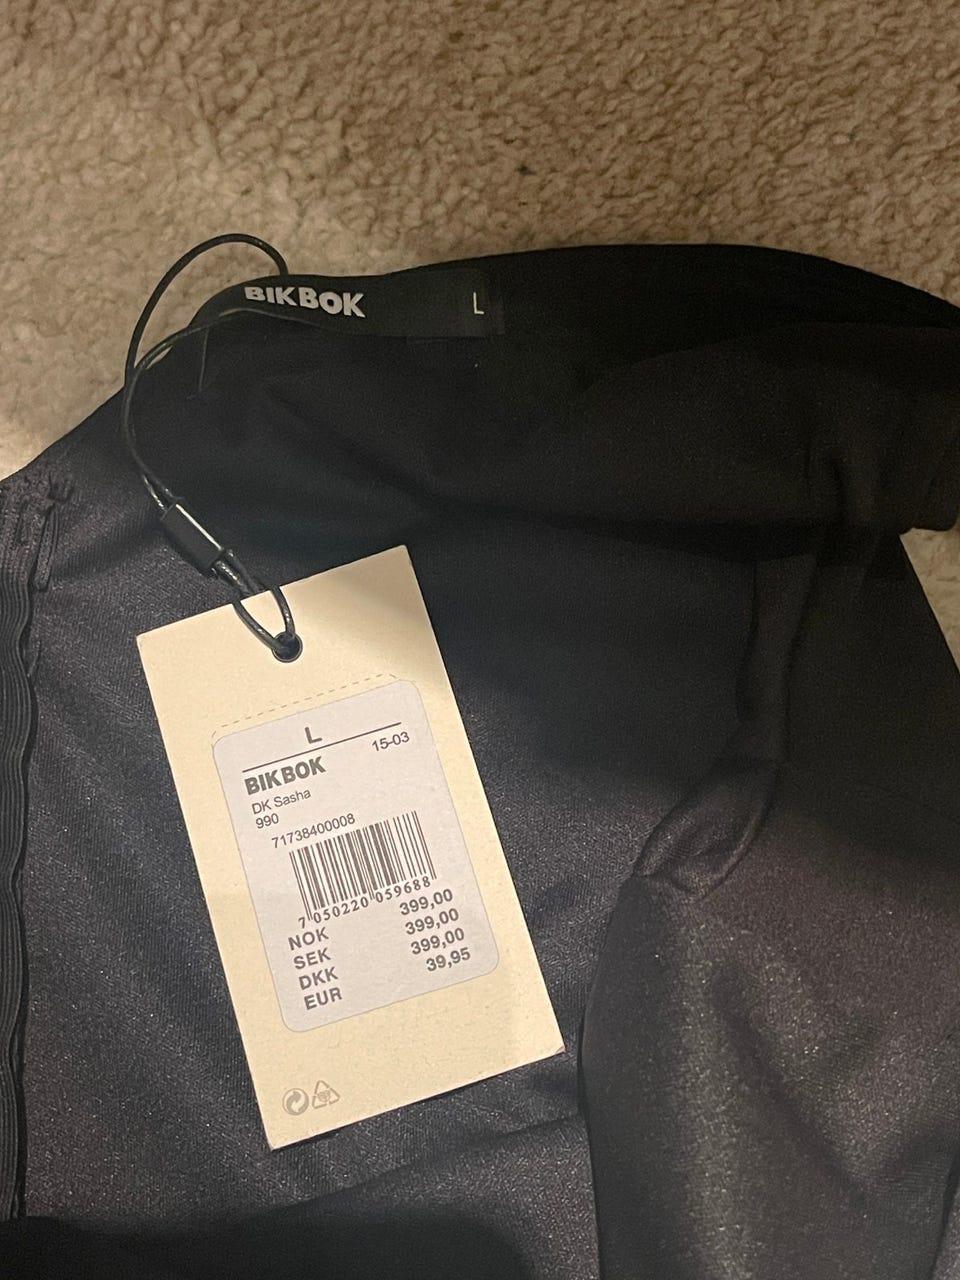 BIKBOK
L
L
15-03
BIKBOK
DK Sasha
990
71738400008
7 050220 059688
NOK 399,00
SEK 399,00
DKK 399,00
EUR 39,95